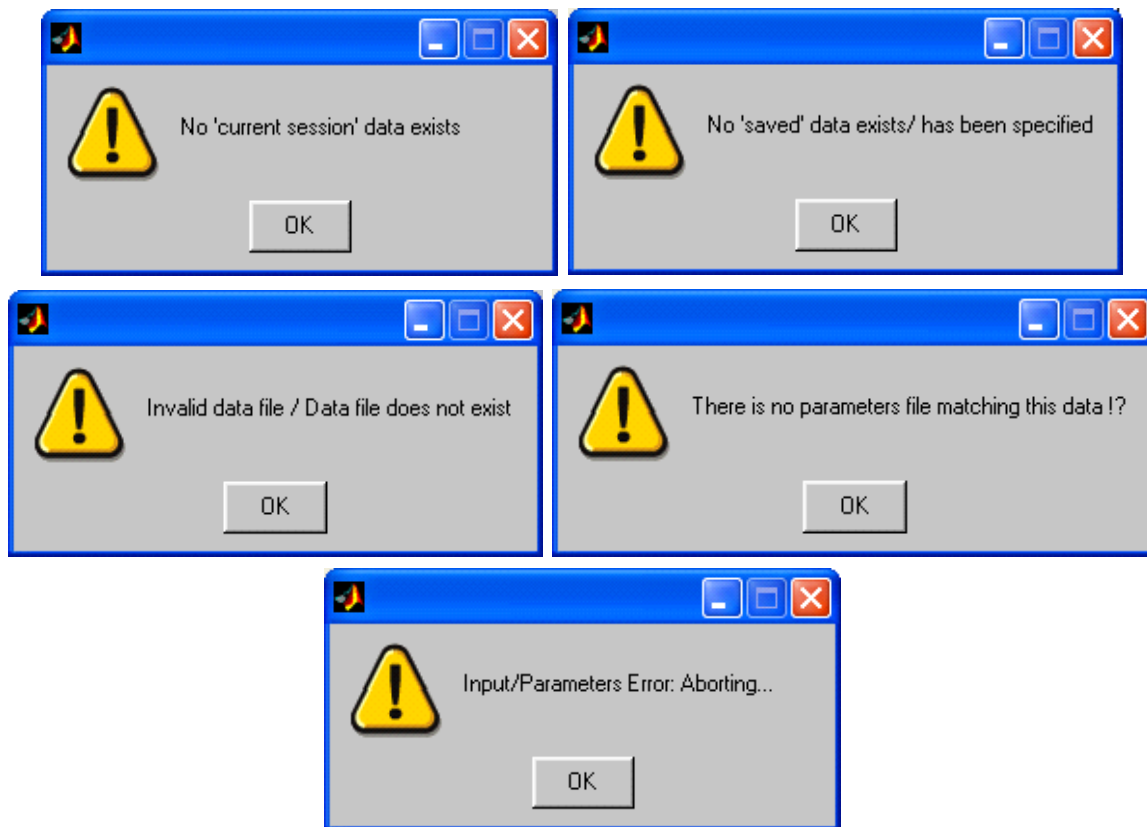 No 'current session' data exists
OK
No 'saved' data exists/ has been specified
OK
Invalid data file / Data file does not exist
OK
There is no parameters file matching this data !?
OK
Input/Parameters Error: Aborting...
OK